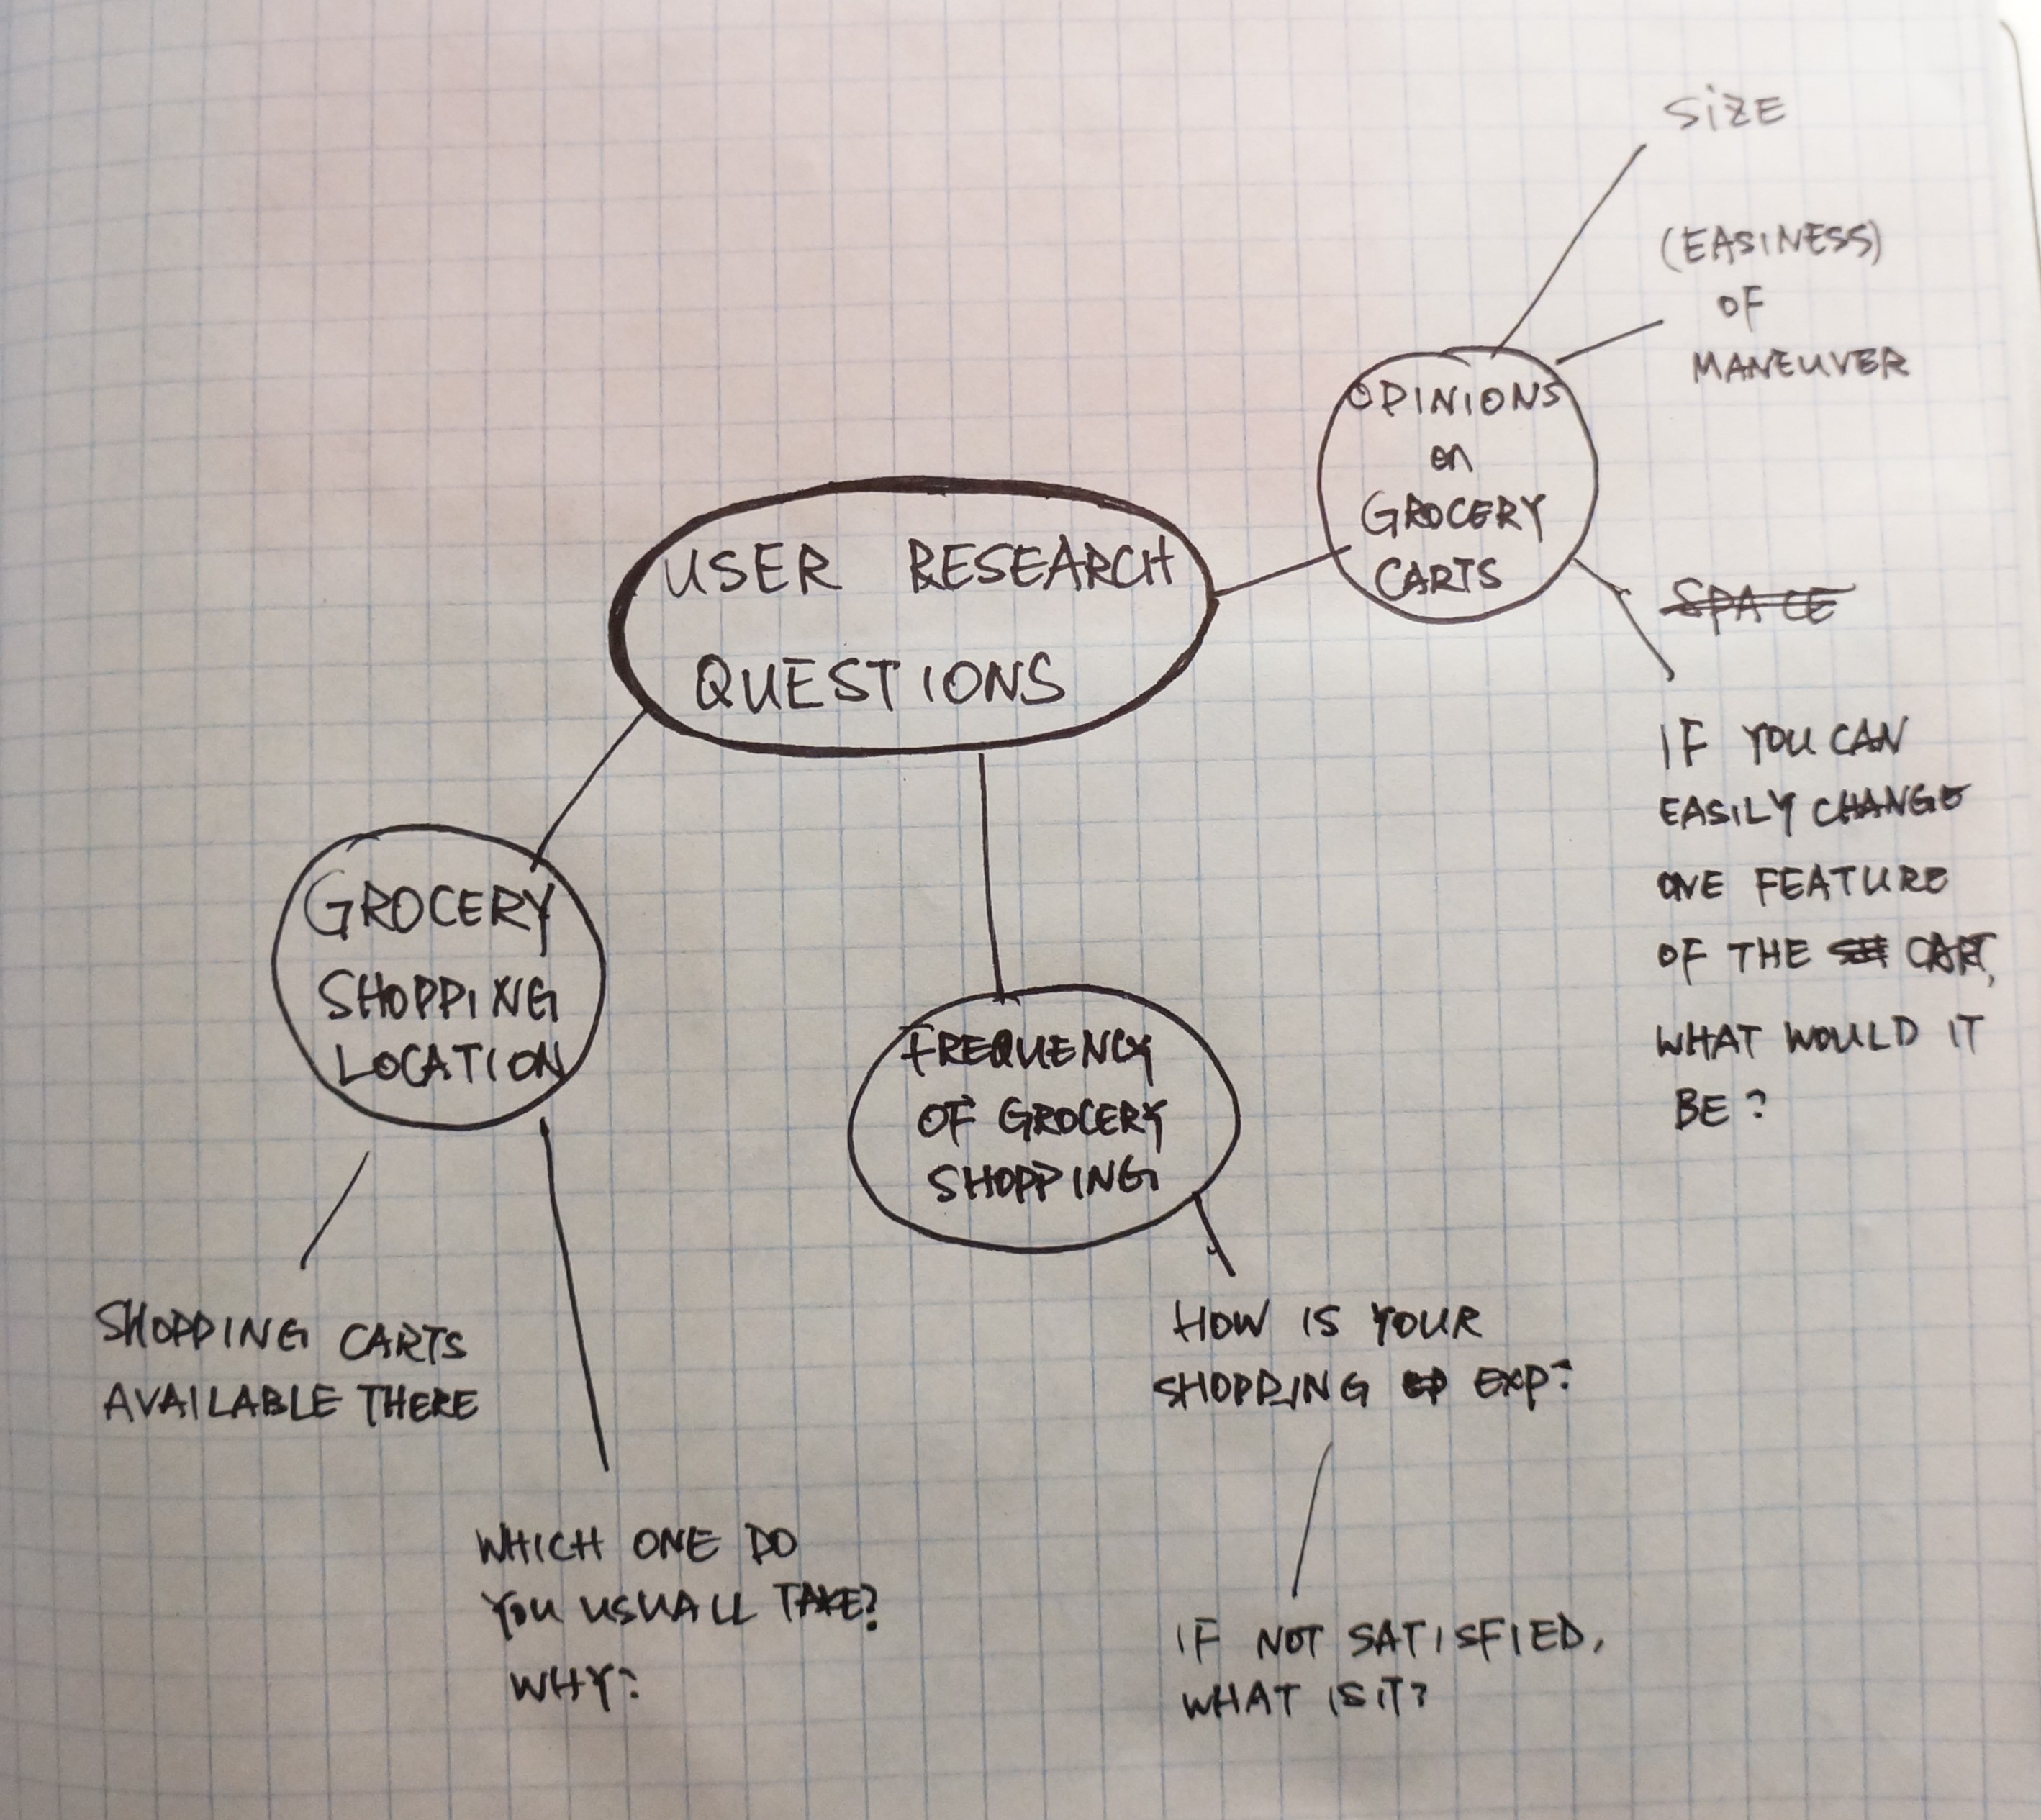 SIZE
(EASINESS)
OF
MANEUVER
OPINIONS
on
GROCERY
CARTS
SPACE
IF YOU CAN
EASILY CHANGE
ONE FEATURE
OF THE CART,
WHAT WOULD IT
BE?
USER RESEARCH
QUESTIONS
GROCERY
SHOPPING
LOCATION
SHOPPING CARTS
AVAILABLE THERE
WHICH ONE DO
YOU USUALL TAKE?
WHY?
FREQUENCY
OF GROCERY
SHOPPING
HOW IS YOUR
SHOPPING EXP?
IF NOT SATISFIED,
WHAT IS IT?